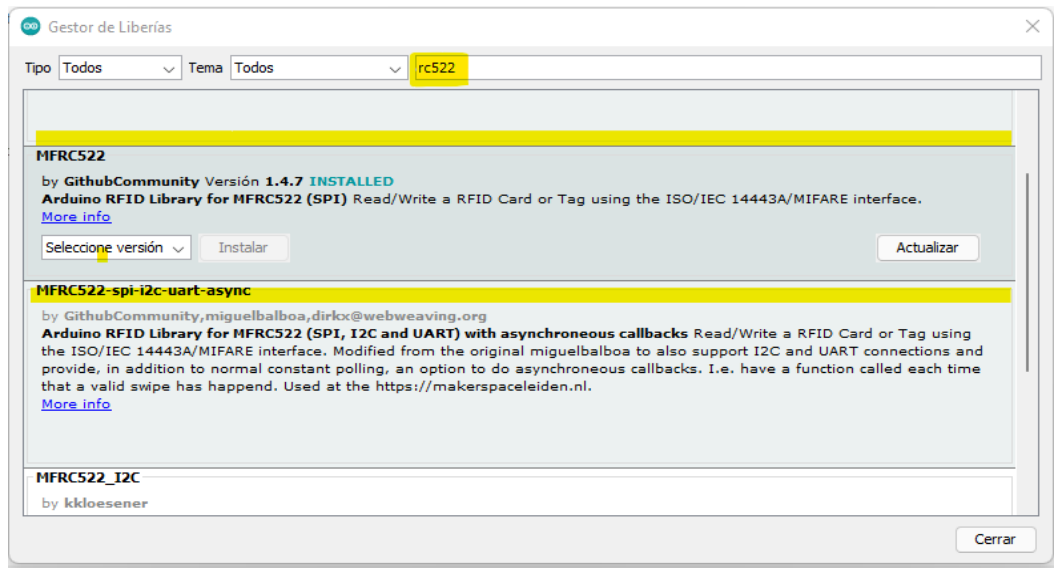 Gestor de Liberías
Tipo Todos Tema Todos rc522
MFRC522
by GithubCommunity Versión 1.4.7 INSTALLED
Arduino RFID Library for MFRC522 (SPI) Read/Write a RFID Card or Tag using the ISO/IEC 14443A/MIFARE interface.
More info
Seleccione versión Instalar Actualizar
MFRC522-spi-i2c-uart-async
by GithubCommunity,miguelbalboa,dirkx@webweaving.org
Arduino RFID Library for MFRC522 (SPI, I2C and UART) with asynchroneous callbacks Read/Write a RFID Card or Tag using
the ISO/IEC 14443A/MIFARE interface. Modified from the original miguelbalboa to also support I2C and UART connections and
provide, in addition to normal constant polling, an option to do asynchroneous callbacks. I.e. have a function called each time
that a valid swipe has happend. Used at the https://makerspaceleiden.nl.
More info
MFRC522_I2C
by kkloesener
Cerrar